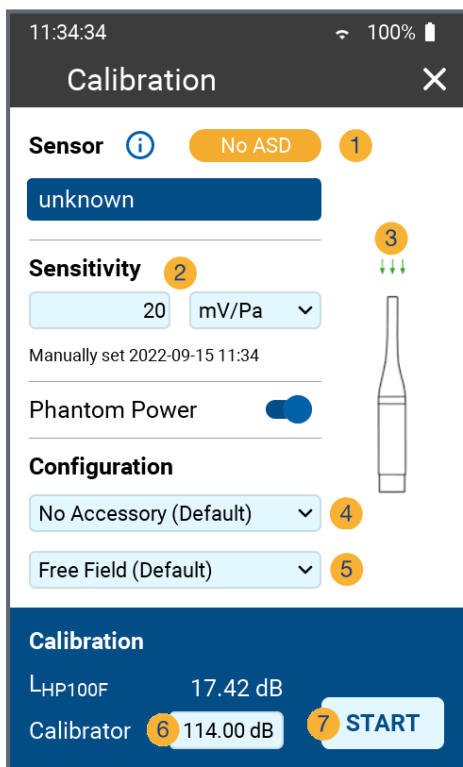 11:34:34 100%
Calibration
Sensor i No ASD 1
unknown
3
Sensitivity 2
20 mV/Pa
Manually set 2022-09-15 11:34
Phantom Power
Configuration
No Accessory (Default) 4
Free Field (Default) 5
Calibration
LHP100F 17.42 dB
Calibrator 6 114.00 dB 7 START